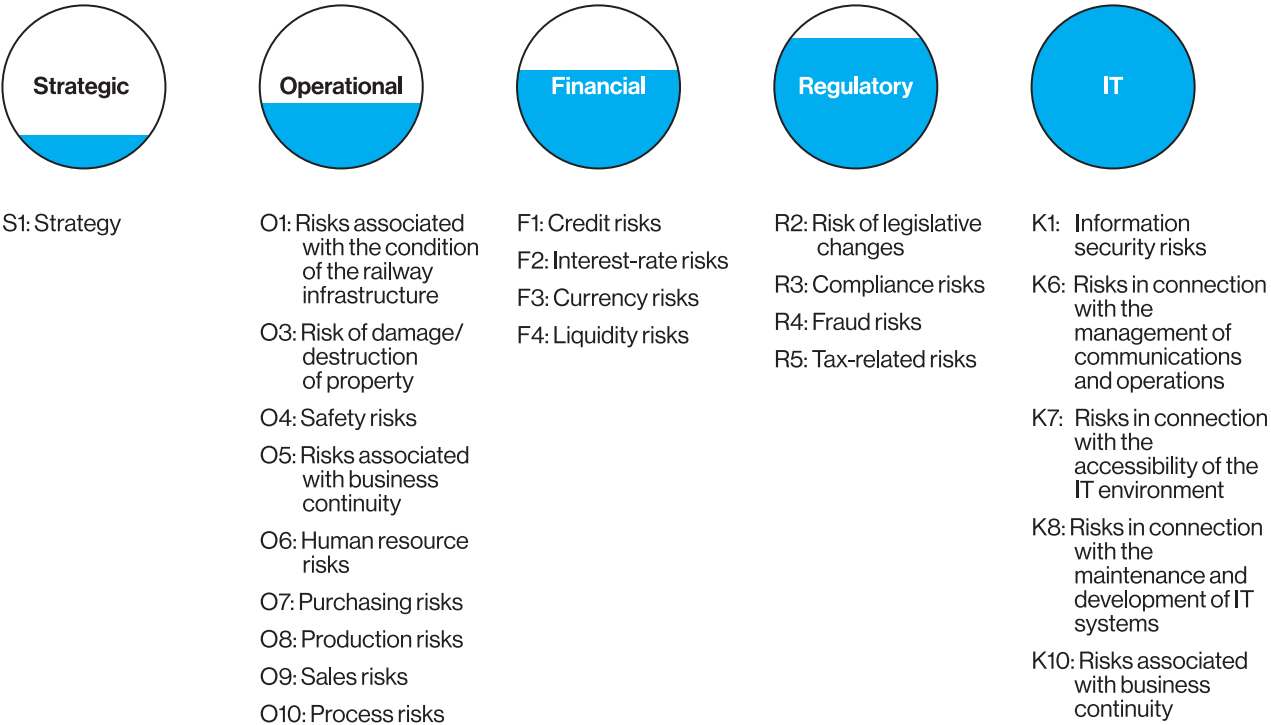 Strategic
S1: Strategy
Operational
O1: Risks associated
with the condition
of the railway
infrastructure
O3: Risk of damage/
destruction
of property
O4: Safety risks
O5: Risks associated
with business
continuity
O6: Human resource
risks
O7: Purchasing risks
O8: Production risks
O9: Sales risks
O10: Process risks
Financial
F1: Credit risks
F2: Interest-rate risks
F3: Currency risks
F4: Liquidity risks
Regulatory
R2: Risk of legislative
changes
R3: Compliance risks
R4: Fraud risks
R5: Tax-related risks
IT
K1: Information
security risks
K6: Risks in connection
with the
management of
communications
and operations
K7: Risks in connection
with the
accessibility of the
IT environment
K8: Risks in connection
with the
maintenance and
development of IT
systems
K10: Risks associated
with business
continuity